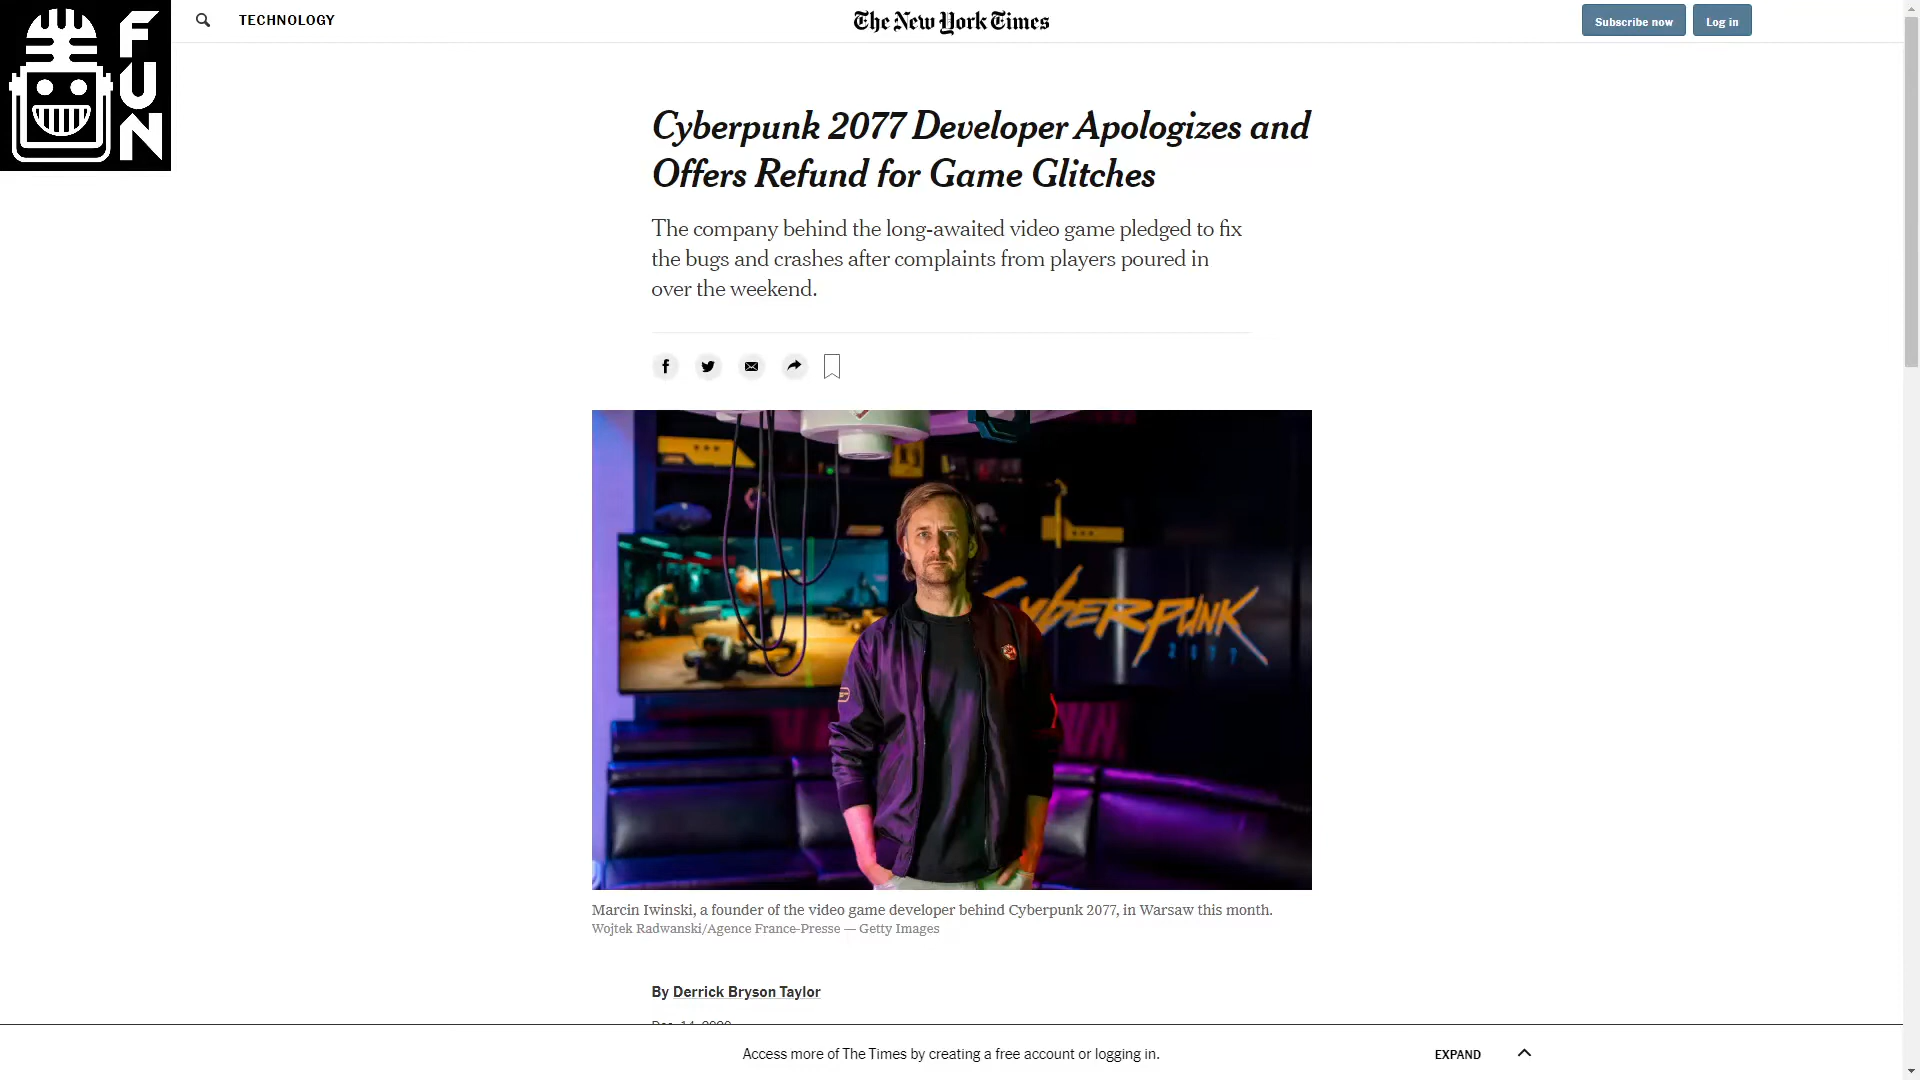 FUN
TECHNOLOGY
The New York Times
Subscribe now
Log in
Cyberpunk 2077 Developer Apologizes and
Offers Refund for Game Glitches
The company behind the long-awaited video game pledged to fix
the bugs and crashes after complaints from players poured in
over the weekend.
CYBERPUNK
2077
Marcin Iwinski, a founder of the video game developer behind Cyberpunk 2077, in Warsaw this month.
Wojtek Radwanski/Agence France-Presse — Getty Images
By Derrick Bryson Taylor
Dec. 14, 2020
Access more of The Times by creating a free account or logging in.
EXPAND